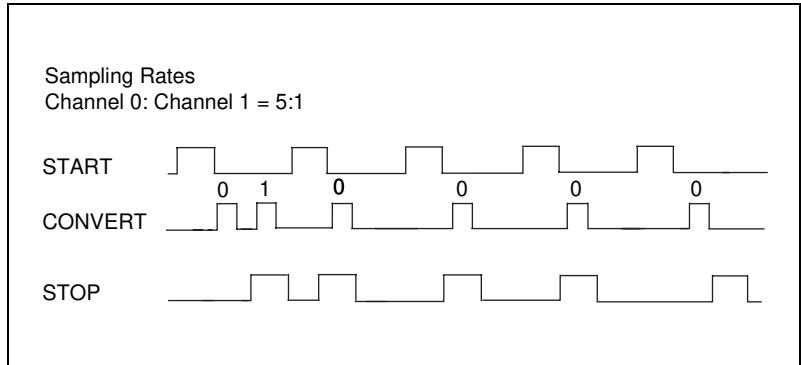 Sampling Rates
Channel 0: Channel 1 = 5:1
START
0 1 0 0 0 0
CONVERT
STOP